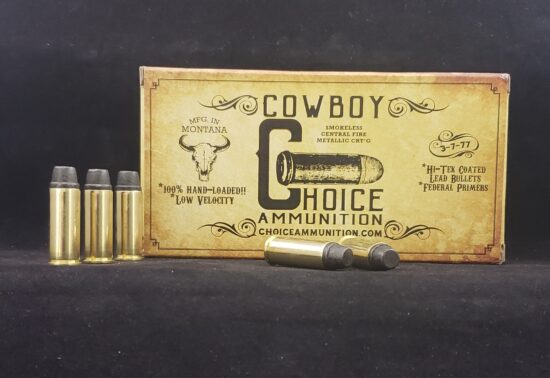 COWBOY
SMOKELESS
CENTRAL FIRE
METALLIC CRT'G
MFG. IN
MONTANA
*100% HAND-LOADED!!
*LOW VELOCITY
CHOICE
AMMUNITION
CHOICEAMMUNITION.COM
3-7-77
*HI-TEK COATED
LEAD BULLETS
*FEDERAL PRIMERS